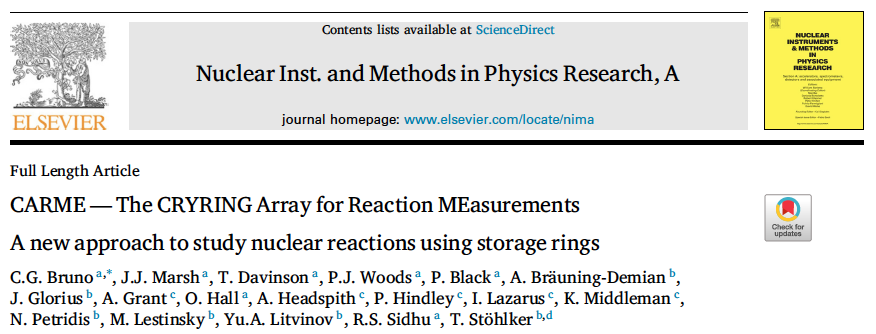 Contents lists available at ScienceDirect
Nuclear Inst. and Methods in Physics Research, A
journal homepage: www.elsevier.com/locate/nima
ELSEVIER
NUCLEAR
INSTRUMENTS
& METHODS
IN
PHYSICS
RESEARCH
Full Length Article
CARME — The CRYRING Array for Reaction MEasurements
A new approach to study nuclear reactions using storage rings
Check for
updates
C.G. Bruno a,*, J.J. Marsh a, T. Davinson a, P.J. Woods a, P. Black a, A. Bräuning-Demian b,
J. Glorius b, A. Grant c, O. Hall a, A. Headspith c, P. Hindley c, I. Lazarus c, K. Middleman c,
N. Petridis b, M. Lestinsky b, Yu.A. Litvinov b, R.S. Sidhu a, T. Stöhlker b,d